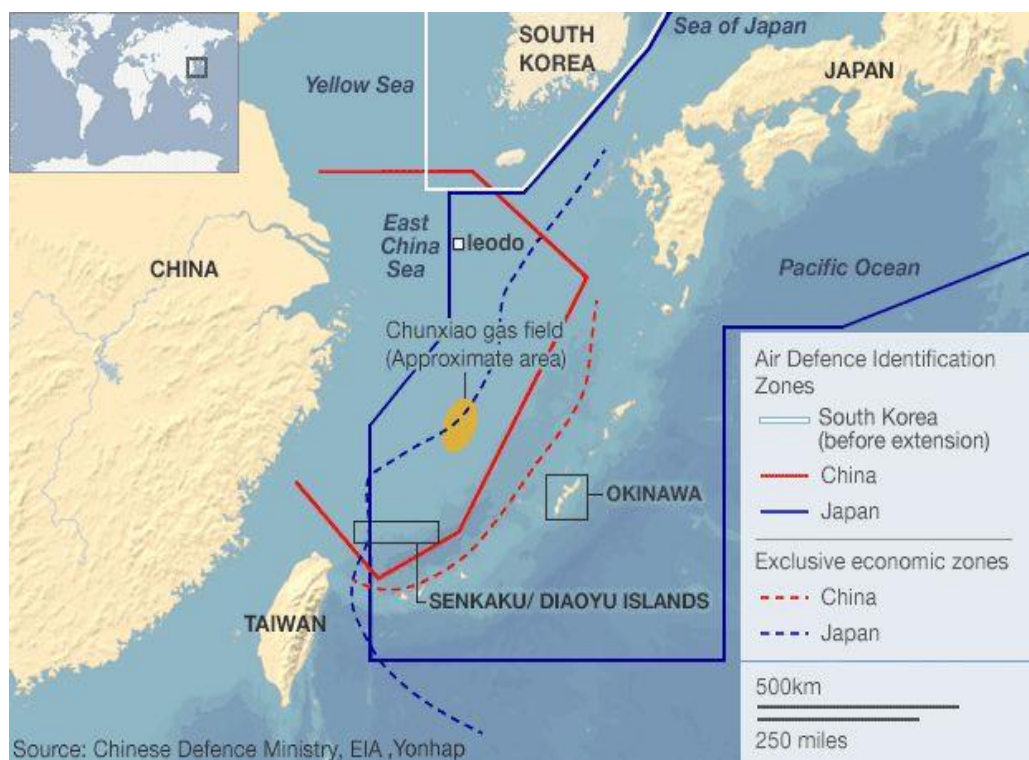 SOUTH
KOREA
Sea of Japan
JAPAN
Yellow Sea
East
China
Sea
Ieodo
CHINA
Pacific Ocean
Chunxiao gas field
(Approximate area)
OKINAWA
SENKAKU/ DIAOYU ISLANDS
TAIWAN
Air Defence Identification
Zones
South Korea
(before extension)
China
Japan
Exclusive economic zones
China
Japan
500km
250 miles
Source: Chinese Defence Ministry, EIA ,Yonhap